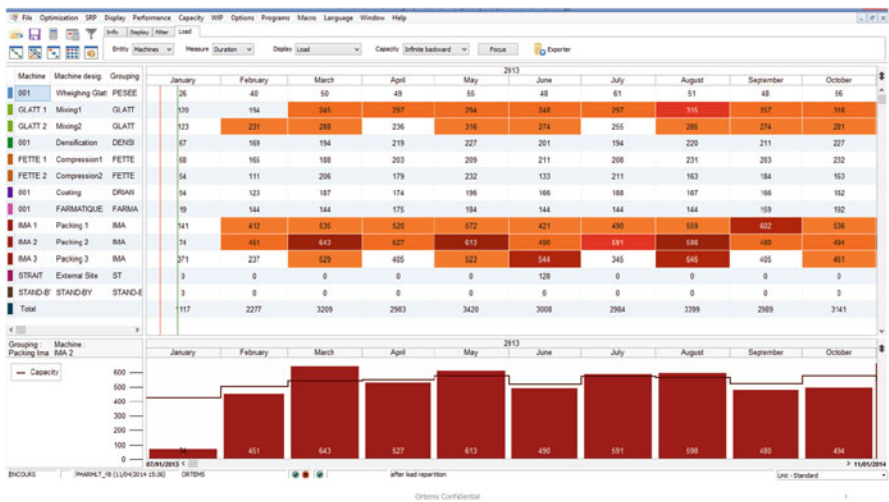 File Optimization SRP Display Performance Capacity WIP Options Programs Macro Language Window Help
Info Display Filter Load
Entity Machines Measure Duration Display Load Capacity Infinite backward Focus Exporter
Machine Machine desig. Grouping 2013
January February March April May June July August September October
001 Wheighing Glatt PESEE 26 40 50 49 55 48 61 51 48 56
GLATT 1 Mixing1 GLATT 120 194 245 297 294 248 297 315 257 318
GLATT 2 Mixing2 GLATT 123 231 288 236 316 274 255 285 274 281
001 Densification DENSI 67 169 194 219 227 201 194 220 211 227
FETTE 1 Compression1 FETTE 68 165 188 203 209 211 208 231 203 232
FETTE 2 Compression2 FETTE 54 111 206 179 232 133 211 163 184 163
001 Coating DRIAN 54 123 187 174 196 166 188 187 166 182
001 FARMATIQUE FARMA 19 144 144 175 184 144 144 144 159 192
IMA 1 Packing 1 IMA 141 412 535 520 572 421 490 559 602 536
IMA 2 Packing 2 IMA 74 451 643 527 613 490 591 598 480 494
IMA 3 Packing 3 IMA 371 237 529 405 523 544 345 646 405 461
STRAIT External Site ST 0 0 0 0 128 0 0 0 0
STAND-B' STAND-BY STAND-E 0 0 0 0 0 0 0 0 0
Total 1117 2277 3209 2983 3420 3008 2984 3399 2989 3141
Grouping : Machine : 2013
Packing Ima IMA 2 January February March April May June July August September October
Capacity
600
500
400
300
200
100
0
74 451 643 527 613 490 591 598 480 494
07/01/2013 11/01/2014
ENCOURS PHARMLT_48 (11/04/2014 15:36) ORTEMS after load repartition Unit - Standard
Ortems Confidential 1